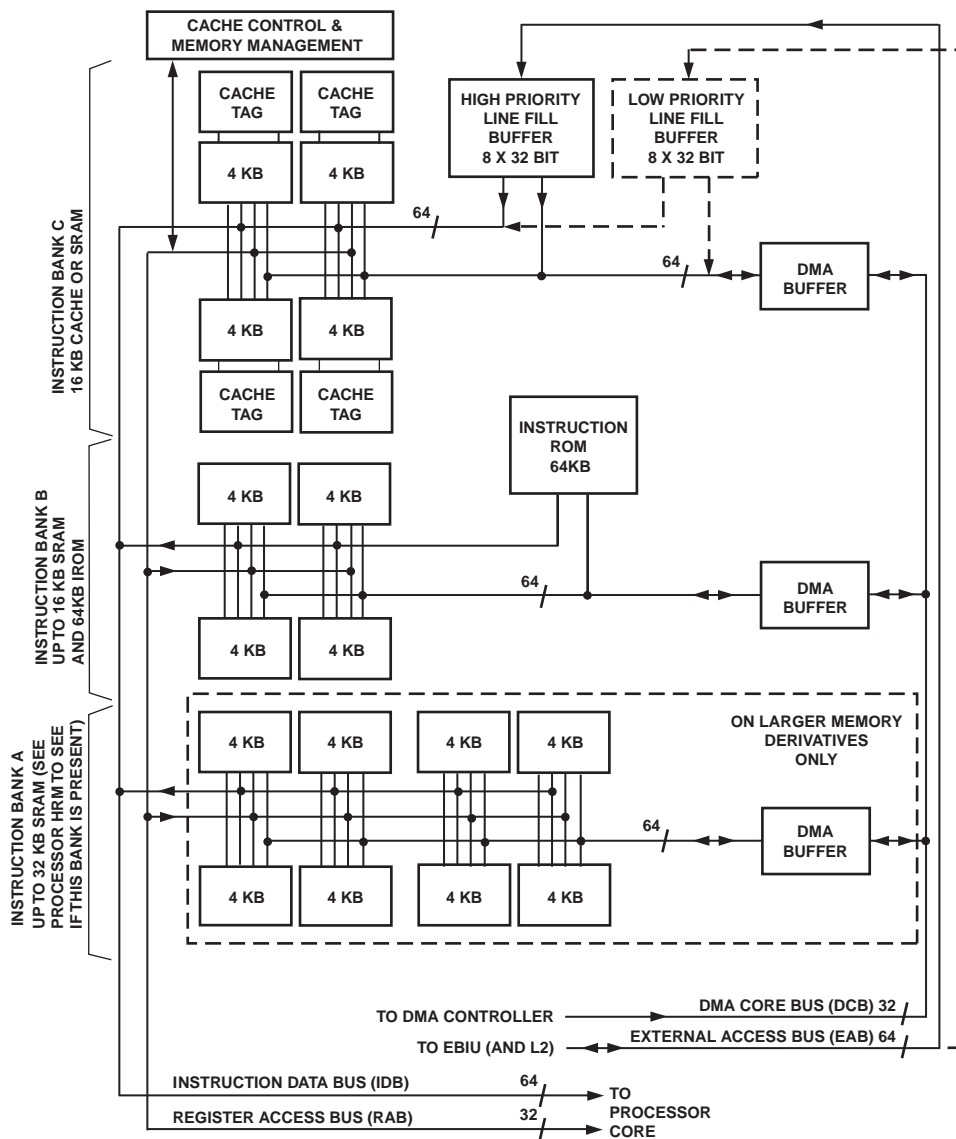 CACHE CONTROL &
MEMORY MANAGEMENT
CACHE
TAG
CACHE
TAG
4 KB
4 KB
HIGH PRIORITY
LINE FILL
BUFFER
8 X 32 BIT
LOW PRIORITY
LINE FILL
BUFFER
8 X 32 BIT
64
64
DMA
BUFFER
INSTRUCTION BANK C
16 KB CACHE OR SRAM
4 KB
4 KB
CACHE
TAG
CACHE
TAG
INSTRUCTION
ROM
64KB
INSTRUCTION BANK B
UP TO 16 KB SRAM
AND 64KB IROM
4 KB
4 KB
64
DMA
BUFFER
4 KB
4 KB
INSTRUCTION BANK A
UP TO 32 KB SRAM (SEE
PROCESSOR HRM TO SEE
IF THIS BANK IS PRESENT)
4 KB
4 KB
4 KB
4 KB
ON LARGER MEMORY
DERIVATIVES
ONLY
64
DMA
BUFFER
4 KB
4 KB
4 KB
4 KB
TO DMA CONTROLLER
DMA CORE BUS (DCB) 32
TO EBIU (AND L2)
EXTERNAL ACCESS BUS (EAB) 64
INSTRUCTION DATA BUS (IDB)
64
REGISTER ACCESS BUS (RAB)
32
TO
PROCESSOR
CORE